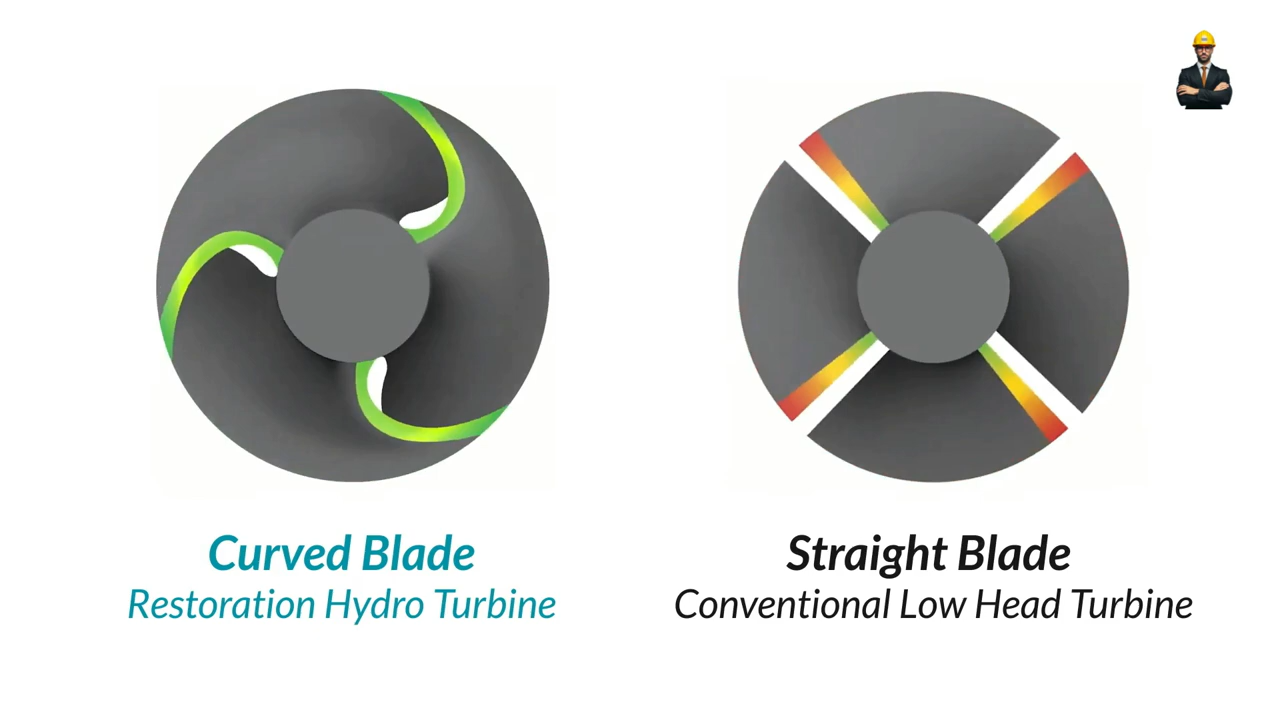 Curved Blade
Restoration Hydro Turbine
Straight Blade
Conventional Low Head Turbine